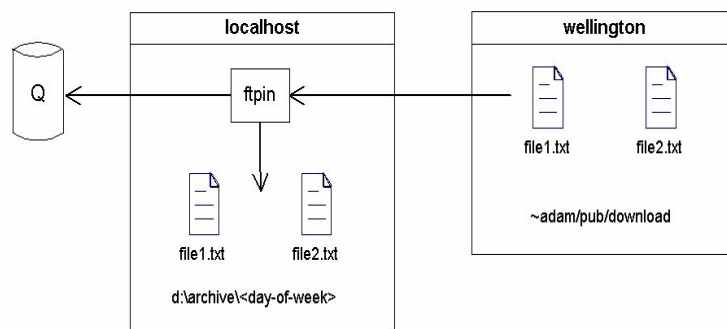 localhost
wellington
Q
ftpin
file1.txt
file2.txt
file1.txt
file2.txt
~adam/pub/download
d:\archive\<day-of-week>